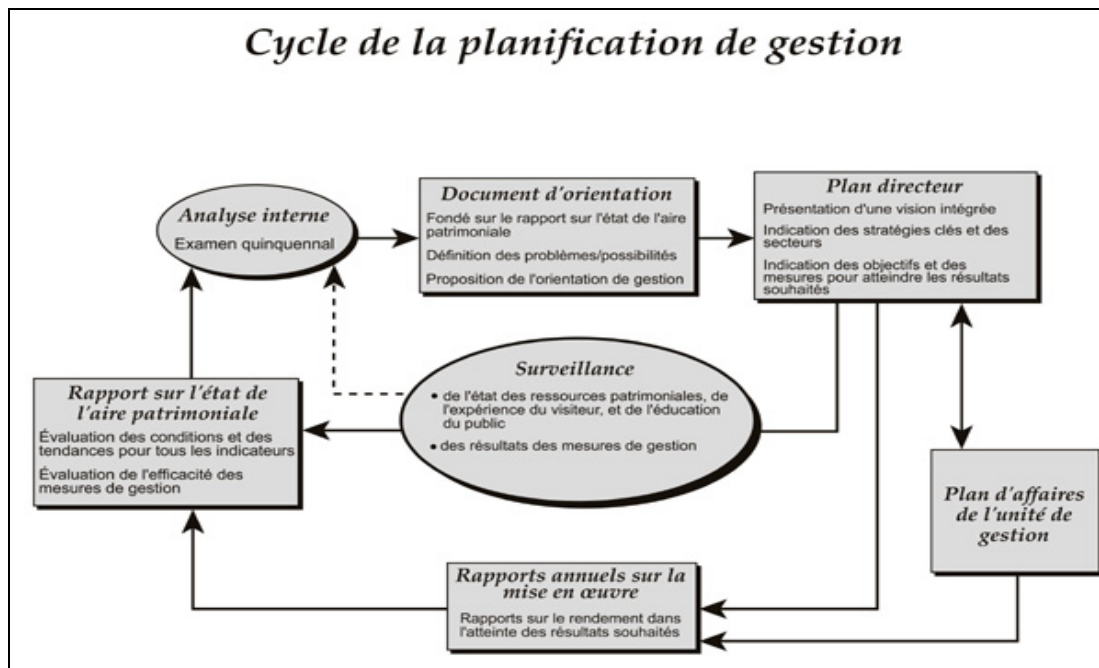 Cycle de la planification de gestion
Analyse interne
Examen quinquennal
Document d'orientation
Fondé sur le rapport sur l'état de l'aire
patrimoniale
Définition des problèmes/possibilités
Proposition de l'orientation de gestion
Plan directeur
Présentation d'une vision intégrée
Indication des stratégies clés et des
secteurs
Indication des objectifs et des
mesures pour atteindre les résultats
souhaités
Surveillance
• de l'état des ressources patrimoniales, de
l'expérience du visiteur, et de l'éducation
du public
• des résultats des mesures de gestion
Rapport sur l'état de
l'aire patrimoniale
Évaluation des conditions et des
tendances pour tous les indicateurs
Évaluation de l'efficacité des
mesures de gestion
Plan d'affaires
de l'unité de
gestion
Rapports annuels sur la
mise en œuvre
Rapports sur le rendement dans
l'atteinte des résultats souhaités